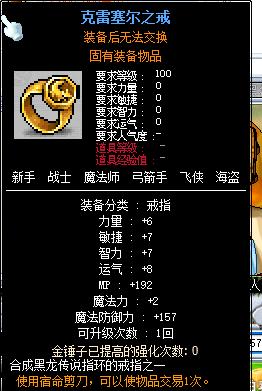 克雷塞尔之戒
装备后无法交换
固有装备物品
要求等级 : 100
要求力量 : 0
要求敏捷 : 0
要求智力 : 0
要求运气 : 0
要求人气度 : -
道具等级 : -
道具经验值 : -
新手 战士 魔法师 弓箭手 飞侠 海盗
装备分类 : 戒指
力量 : +6
敏捷 : +7
智力 : +7
运气 : +8
MP : +192
魔法力 : +2
魔法防御力 : +157
可升级次数 : 1回
金锤子已提高的强化次数: 0
合成黑龙传说指环的戒指之一
使用宿命剪刀，可以使物品交易1次。